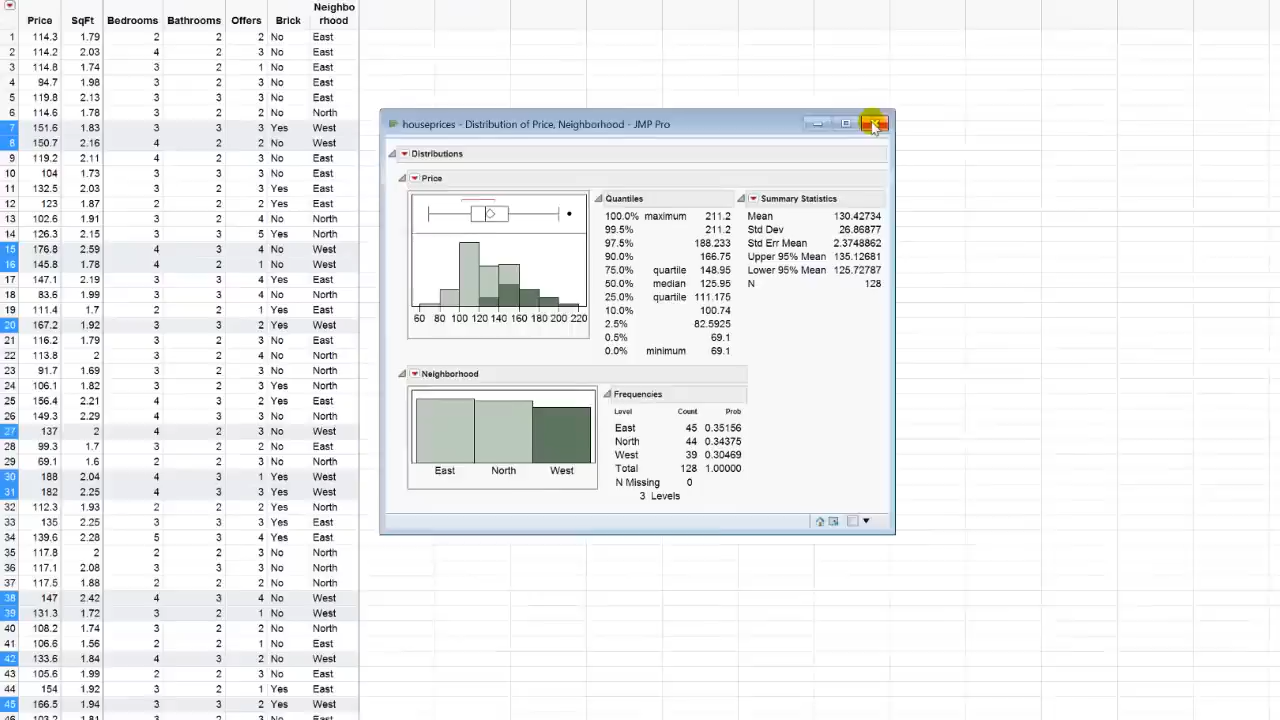 Price SqFt Bedrooms Bathrooms Offers Brick Neighbo rhood
1 114.3 1.79 2 2 2 No East
2 114.2 2.03 4 2 3 No East
3 114.8 1.74 3 2 1 No East
4 94.7 1.98 3 2 3 No East
5 119.8 2.13 3 3 3 No East
6 114.6 1.78 3 2 2 No North
7 151.6 1.83 3 3 3 Yes West
8 150.7 2.16 4 2 2 No West
9 119.2 2.11 4 2 3 No East
10 104 1.73 3 3 3 No East
11 132.5 2.03 3 2 3 Yes East
12 123 1.87 2 2 2 Yes East
13 102.6 1.91 3 2 4 No North
14 126.3 2.15 3 3 5 Yes North
15 176.8 2.59 4 3 4 No West
16 145.8 1.78 4 2 1 No West
17 147.1 2.19 3 3 4 Yes East
18 83.6 1.99 3 3 4 No North
19 111.4 1.7 2 2 1 Yes East
20 167.2 1.92 3 3 2 Yes West
21 116.2 1.79 3 2 3 No East
22 113.8 2 3 2 4 No North
23 91.7 1.69 3 2 3 No North
24 106.1 1.82 3 2 3 Yes North
25 156.4 2.21 4 3 2 Yes East
26 149.3 2.29 4 3 3 No North
27 137 2 4 2 3 No West
28 99.3 1.7 3 2 2 No East
29 69.1 1.6 2 2 3 No North
30 188 2.04 4 3 1 Yes West
31 182 2.25 4 3 3 Yes West
32 112.3 1.93 2 2 2 Yes North
33 135 2.25 3 3 3 Yes East
34 139.6 2.28 5 3 4 Yes East
35 117.8 2 2 2 3 No North
36 117.1 2.08 3 3 3 No North
37 117.5 1.88 2 2 2 No North
38 147 2.42 4 3 4 No West
39 131.3 1.72 3 2 1 No West
40 108.2 1.74 3 2 2 No North
41 106.6 1.56 2 2 1 No East
42 133.6 1.84 4 3 2 No West
43 105.6 1.99 2 2 3 No East
44 154 1.92 3 2 1 Yes East
45 166.5 1.94 3 3 2 Yes West
46 103.2 1.81 3 2 3 No East
houseprices - Distribution of Price, Neighborhood - JMP Pro
Distributions
Price
60 80 100 120 140 160 180 200 220
Quantiles
100.0% maximum 211.2
99.5% 211.2
97.5% 188.233
90.0% 166.75
75.0% quartile 148.95
50.0% median 125.95
25.0% quartile 111.175
10.0% 100.74
2.5% 82.5925
0.5% 69.1
0.0% minimum 69.1
Summary Statistics
Mean 130.42734
Std Dev 26.86877
Std Err Mean 2.3748862
Upper 95% Mean 135.12681
Lower 95% Mean 125.72787
N 128
Neighborhood
East North West
Frequencies
Level Count Prob
East 45 0.35156
North 44 0.34375
West 39 0.30469
Total 128 1.00000
N Missing 0
3 Levels